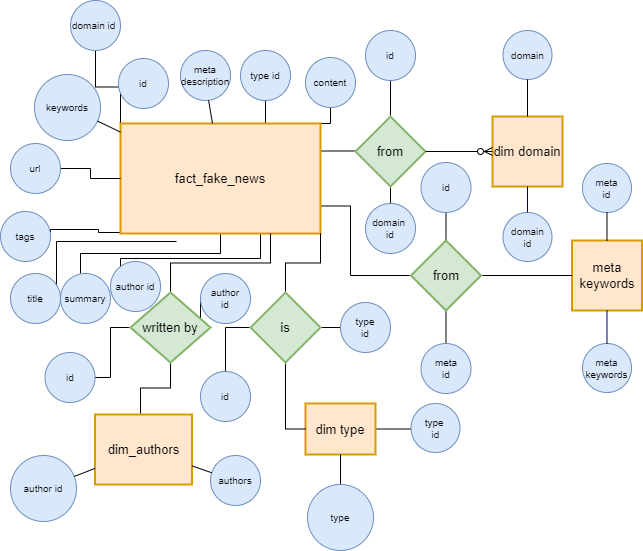 domain id
id
keywords
meta
description
type id
content
id
domain
url
fact_fake_news
from
dim domain
id
meta
id
tags
domain
id
domain
id
title
summary
author id
author
id
from
meta
keywords
written by
is
type
id
id
id
meta
id
meta
keywords
dim_authors
dim type
type
id
author id
authors
type